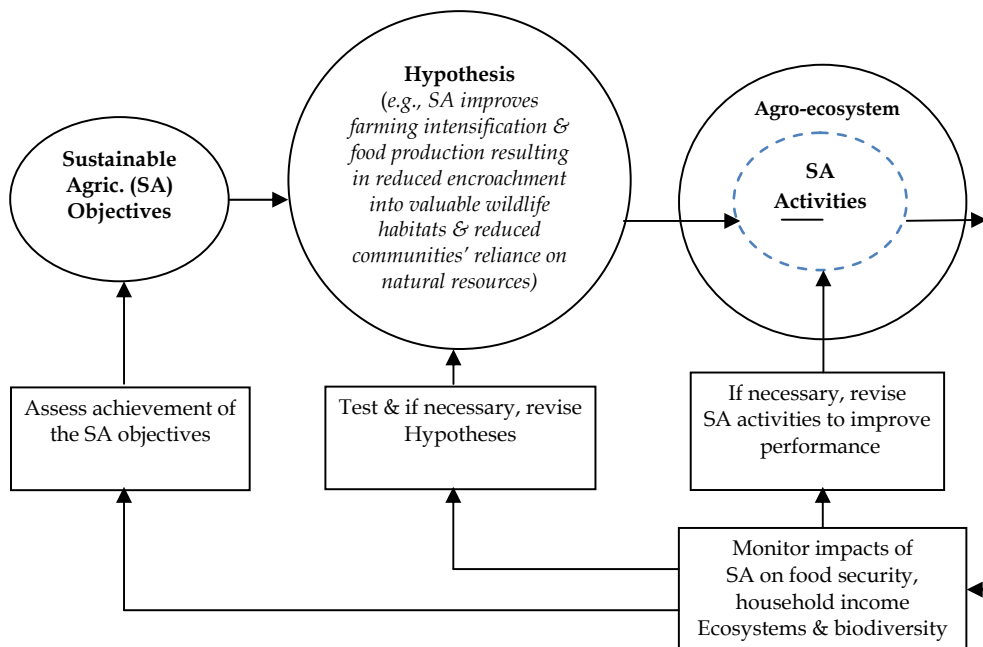 Sustainable
Agric. (SA)
Objectives
Hypothesis
(e.g., SA improves
farming intensification &
food production resulting
in reduced encroachment
into valuable wildlife
habitats & reduced
communities’ reliance on
natural resources)
Agro-ecosystem
SA
Activities
Assess achievement of
the SA objectives
Test & if necessary, revise
Hypotheses
If necessary, revise
SA activities to improve
performance
Monitor impacts of
SA on food security,
household income
Ecosystems & biodiversity